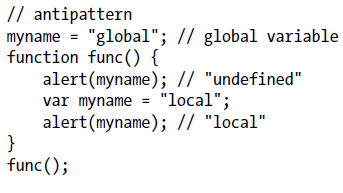 // antipattern
myname = "global"; // global variable
function func() {
    alert(myname); // "undefined"
    var myname = "local";
    alert(myname); // "local"
}
func();